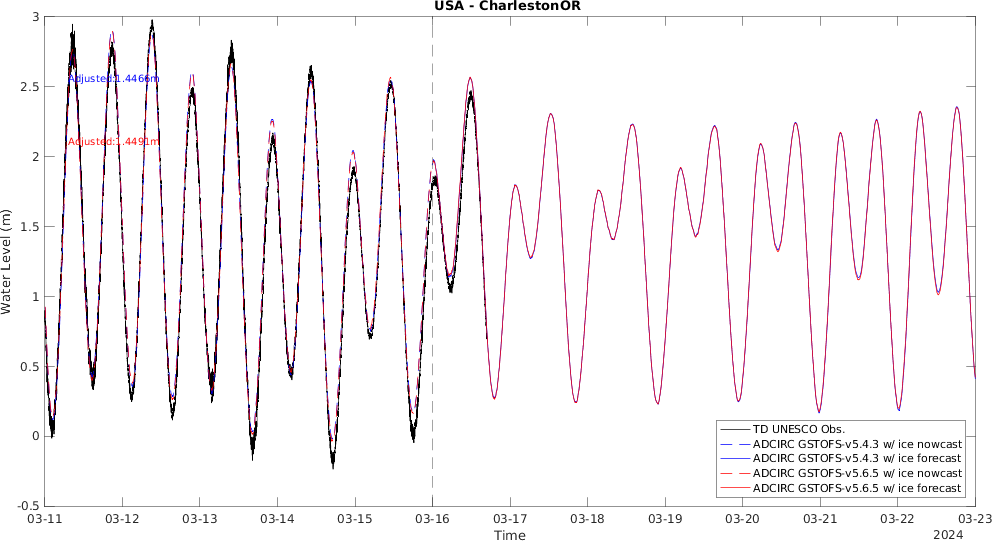 USA - CharlestonOR
3
2.5
2
1.5
1
0.5
0
-0.5
Water Level (m)
Adjusted:1.4466m
Adjusted:1.4491m
TD UNESCO Obs.
ADCIRC GSTOFS-v5.4.3 w/ ice nowcast
ADCIRC GSTOFS-v5.4.3 w/ ice forecast
ADCIRC GSTOFS-v5.6.5 w/ ice nowcast
ADCIRC GSTOFS-v5.6.5 w/ ice forecast
03-11 03-12 03-13 03-14 03-15 03-16 03-17 03-18 03-19 03-20 03-21 03-22 03-23
Time
2024